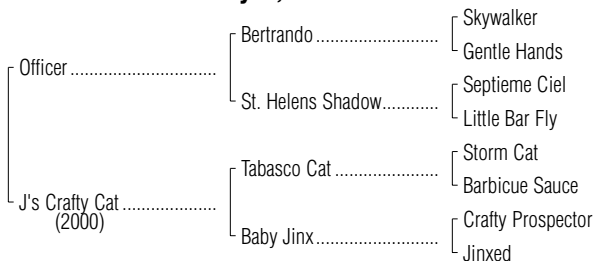 Skywalker
Bertrando
Gentle Hands
Officer
Septieme Ciel
St. Helens Shadow
Little Bar Fly
Storm Cat
Tabasco Cat
Barbicue Sauce
J's Crafty Cat
(2000)
Crafty Prospector
Baby Jinx
Jinxed